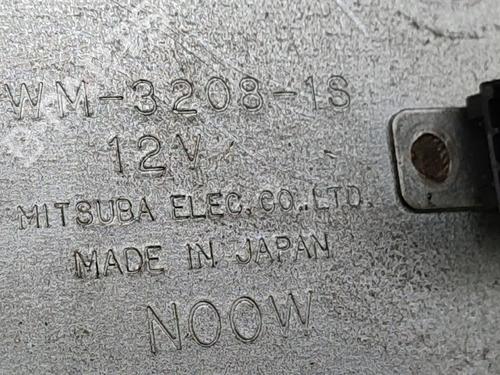 WM-3208-1S
12V
MITSUBA ELEC. CO., LTD.
MADE IN JAPAN
NOOW